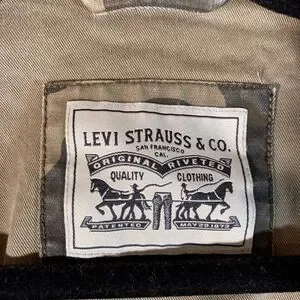 LEVI STRAUSS & CO.
SAN FRANCISCO
CAL.
ORIGINAL RIVETED
QUALITY CLOTHING
PATENTED MAY 20 1873